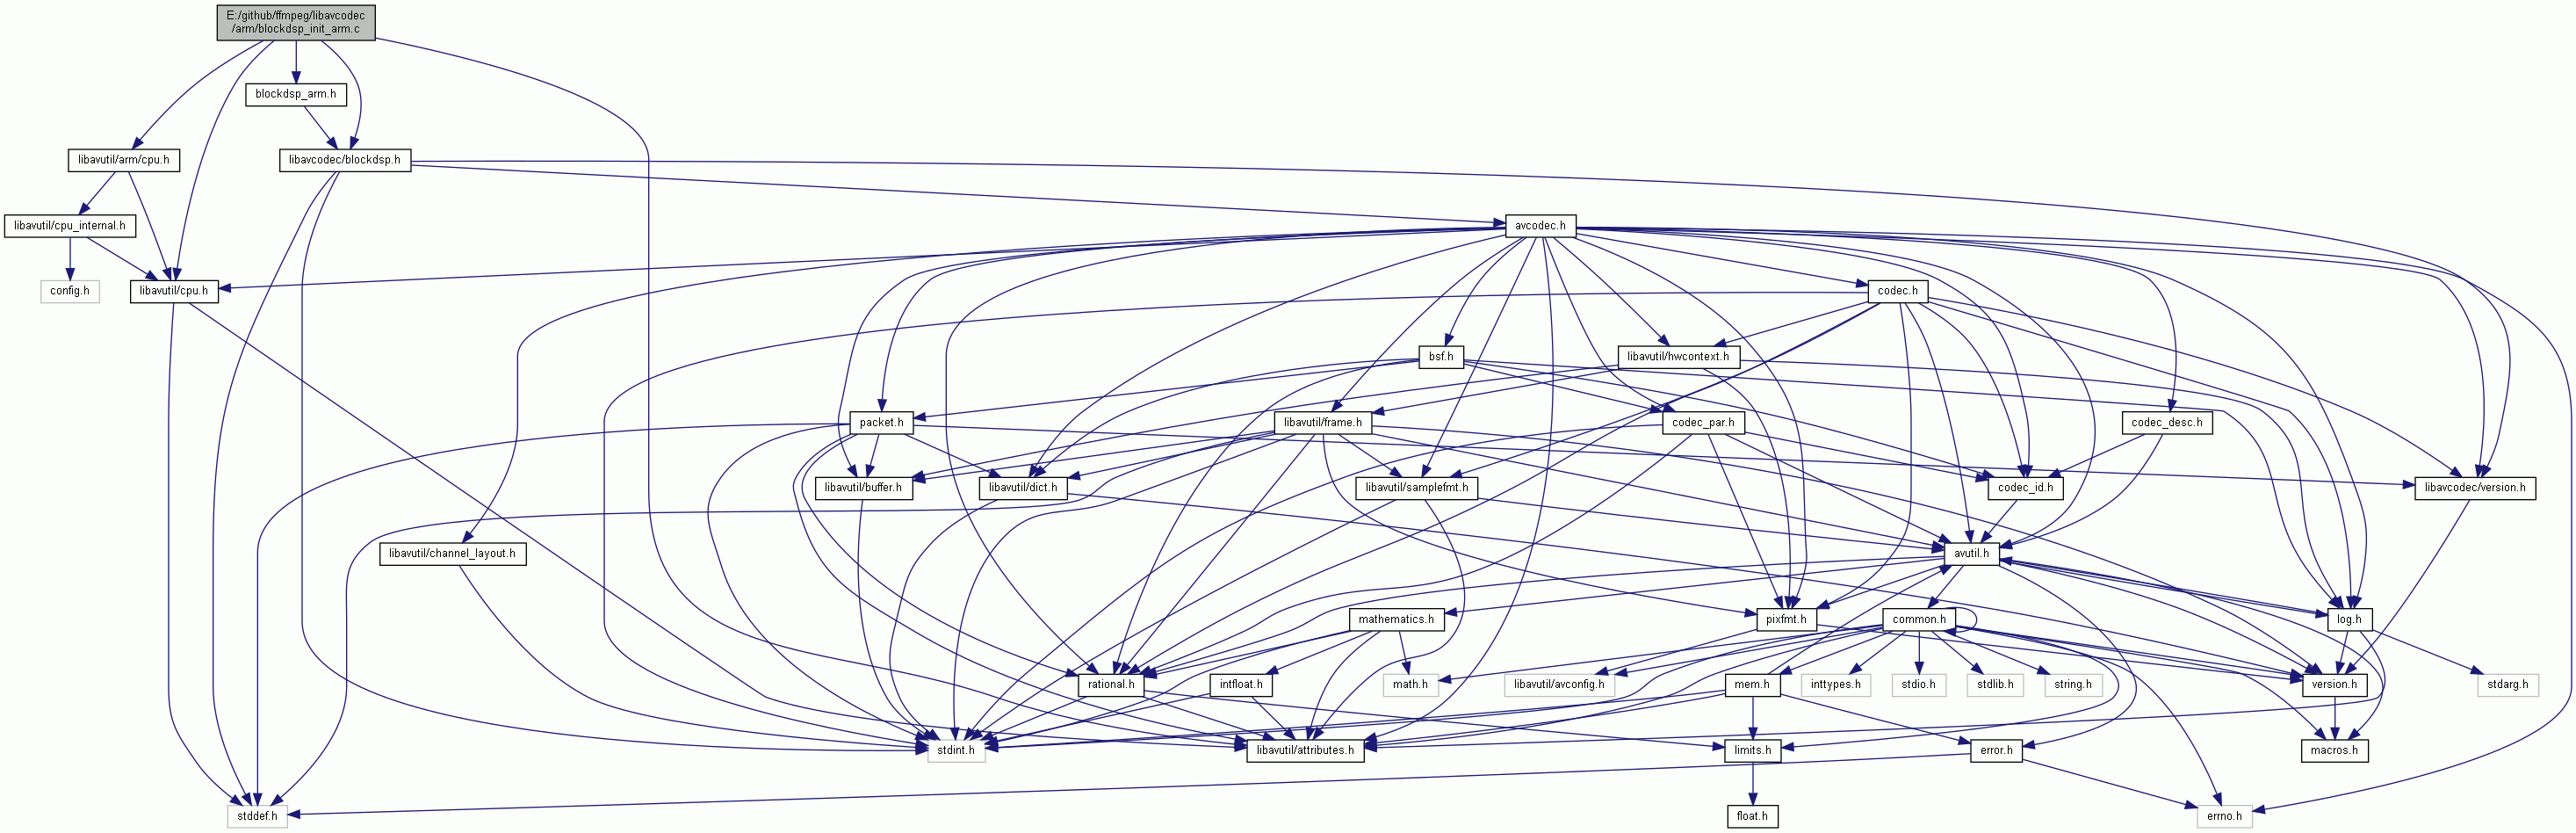 E:/github/ffmpeg/libavcodec
/arm/blockdsp_init_arm.c
blockdsp_arm.h
libavutil/arm/cpu.h
libavcodec/blockdsp.h
libavutil/cpu_internal.h
avcodec.h
config.h
libavutil/cpu.h
codec.h
bsf.h
libavutil/hwcontext.h
packet.h
libavutil/frame.h
codec_par.h
codec_desc.h
libavutil/buffer.h
libavutil/dict.h
libavutil/samplefmt.h
codec_id.h
libavcodec/version.h
libavutil/channel_layout.h
avutil.h
mathematics.h
pixfmt.h
common.h
log.h
rational.h
intfloat.h
math.h
libavutil/avconfig.h
mem.h
inttypes.h
stdio.h
stdlib.h
string.h
version.h
stdarg.h
stdint.h
libavutil/attributes.h
limits.h
error.h
macros.h
stddef.h
float.h
errno.h